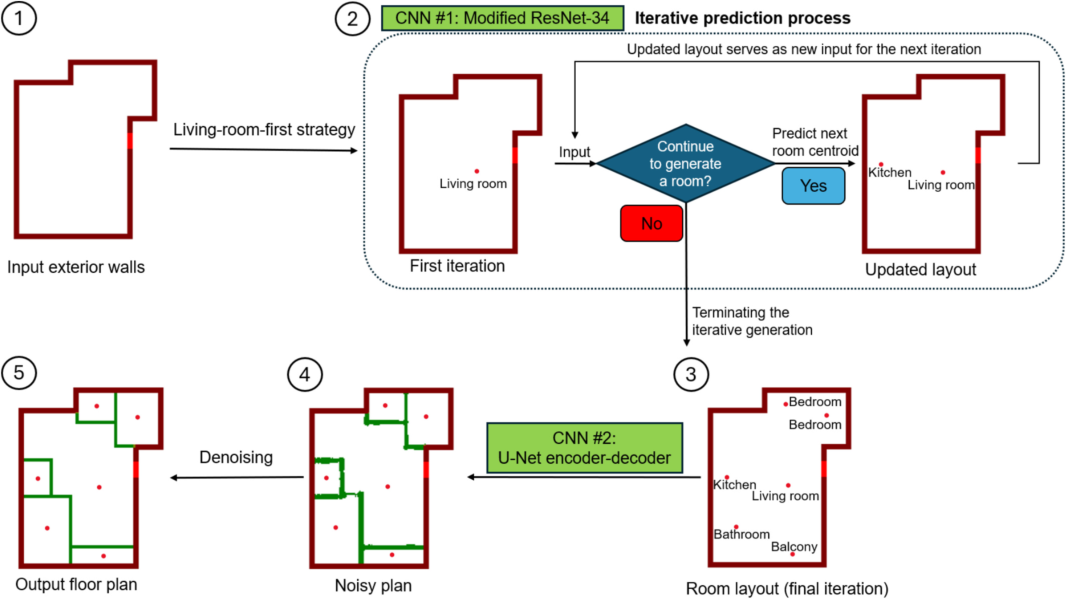 1
2
CNN #1: Modified ResNet-34
Iterative prediction process
Updated layout serves as new input for the next iteration
Living-room-first strategy
Living room
Input
Continue
to generate
a room?
Predict next
room centroid
Yes
No
Kitchen
Living room
Input exterior walls
First iteration
Updated layout
Terminating the
iterative generation
5
4
3
Denoising
CNN #2:
U-Net encoder-decoder
Bedroom
Bedroom
Kitchen
Living room
Bathroom
Balcony
Output floor plan
Noisy plan
Room layout (final iteration)